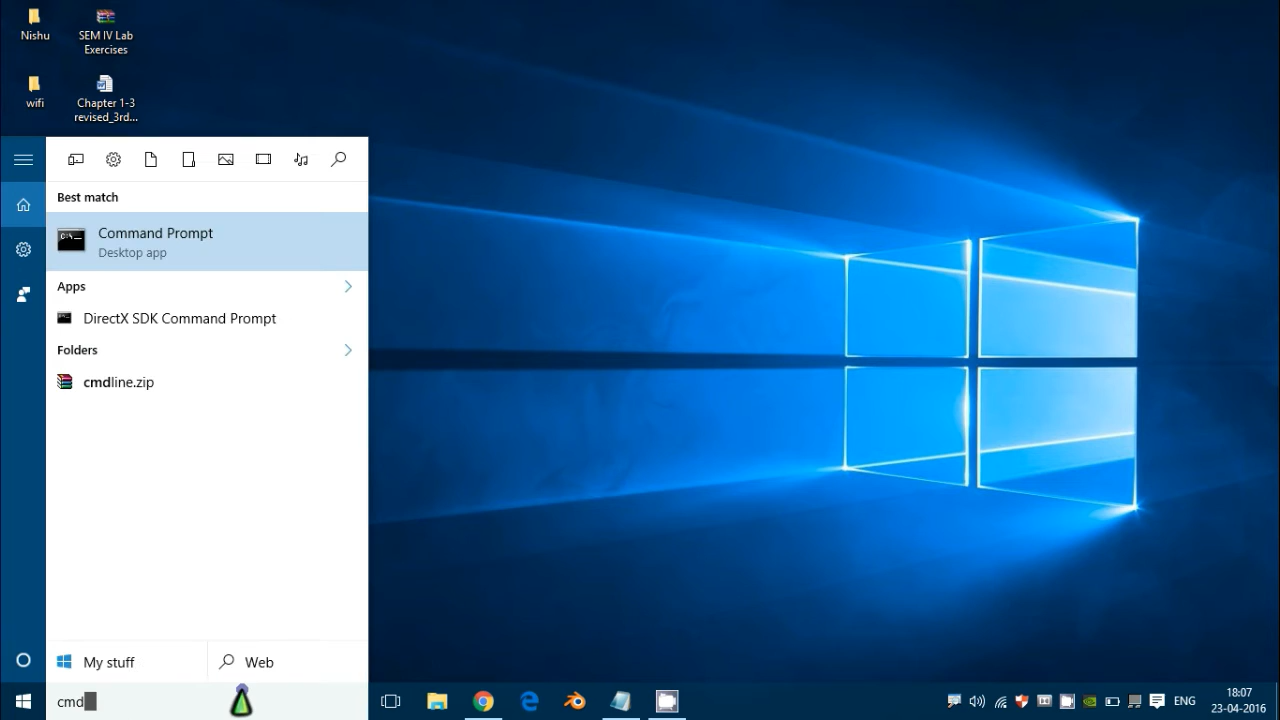 Nishu
SEM IV Lab
Exercises
wifi
Chapter 1-3
revised_3rd...
Best match
Command Prompt
Desktop app
Apps
DirectX SDK Command Prompt
Folders
cmdline.zip
My stuff
Web
cmd
ENG
18:07
23-04-2016